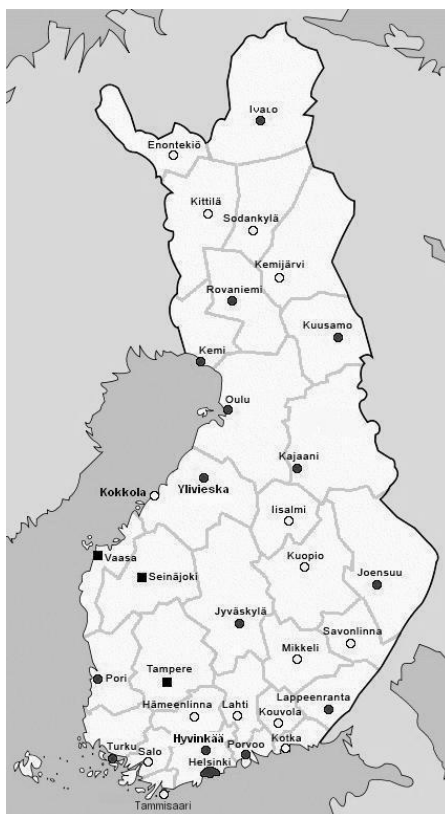 Ivalo
Enontekiö
Kittilä
Sodankylä
Kemijärvi
Rovaniemi
Kuusamo
Kemi
Oulu
Kajaani
Ylivieska
Kokkola
Iisalmi
Vaasa
Kuopio
Seinäjoki
Joensuu
Jyväskylä
Savonlinna
Mikkeli
Pori
Tampere
Lappeenranta
Hämeenlinna
Lahti
Kouvola
Hyvinkää
Kotka
Turku
Salo
Porvoo
Helsinki
Tammisaari